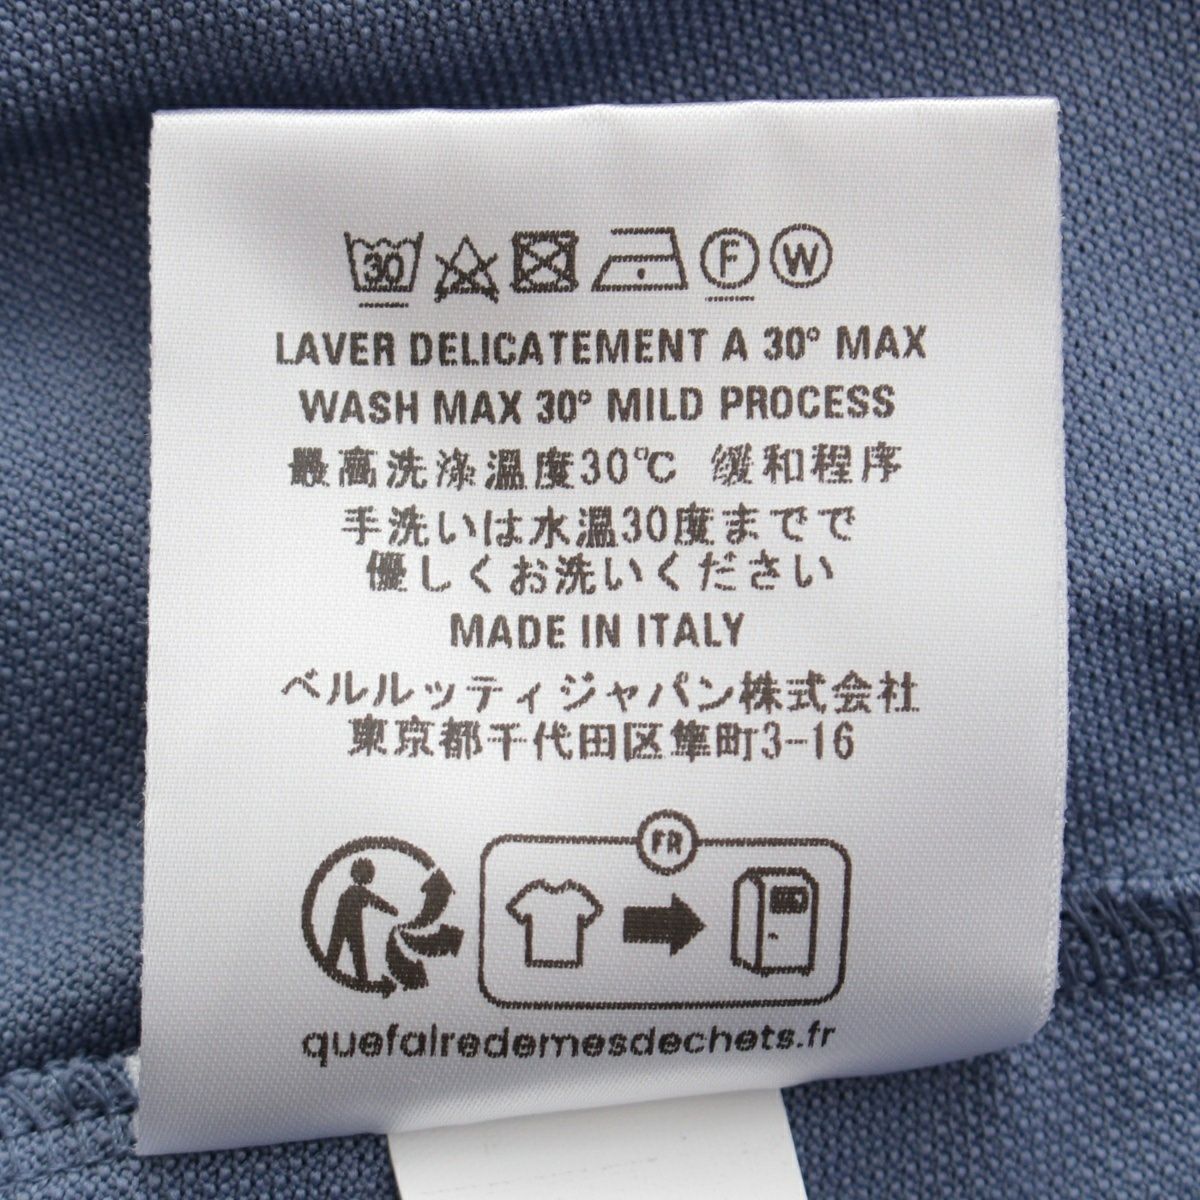 30 F W
LAVER DELICATEMENT A 30° MAX
WASH MAX 30° MILD PROCESS
最高洗涤温度30℃ 缓和程序
手洗いは水温30度までで
優しくお洗いください
MADE IN ITALY
ベルルッティジャパン株式会社
東京都千代田区隼町3-16
FR
quefairedemesdechets.fr